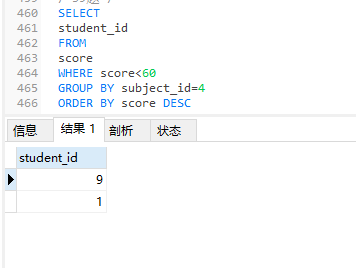 460 SELECT
461 student_id
462 FROM
463 score
464 WHERE score<60
465 GROUP BY subject_id=4
466 ORDER BY score DESC
信息 结果 1 剖析 状态
student_id
9
1